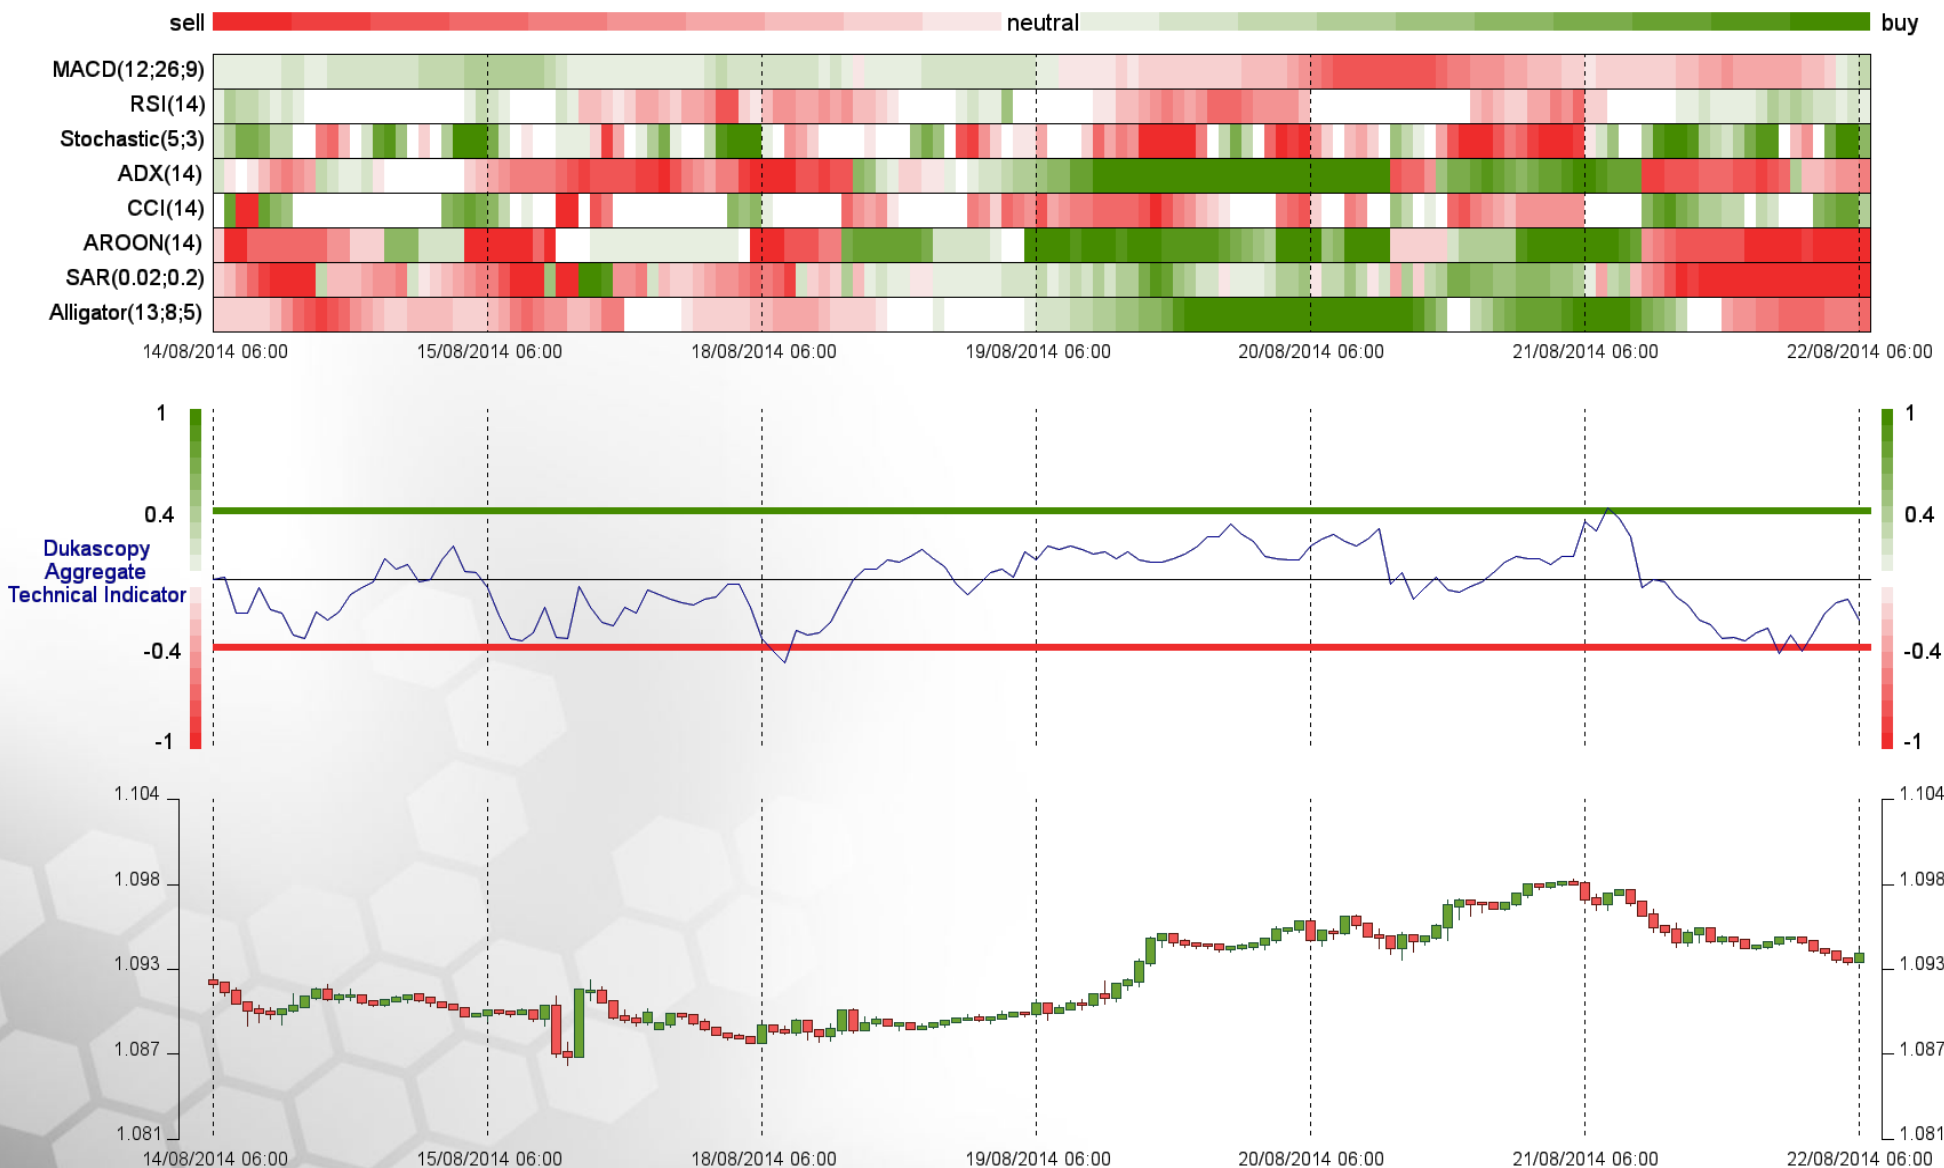 sell neutral buy
MACD(12;26;9)
RSI(14)
Stochastic(5;3)
ADX(14)
CCI(14)
AROON(14)
SAR(0.02;0.2)
Alligator(13;8;5)
14/08/2014 06:00 15/08/2014 06:00 18/08/2014 06:00 19/08/2014 06:00 20/08/2014 06:00 21/08/2014 06:00 22/08/2014 06:00
1 1
0.4 0.4
Dukascopy
Aggregate
Technical Indicator
-0.4 -0.4
-1 -1
1.104 1.104
1.098 1.098
1.093 1.093
1.087 1.087
1.081 1.081
14/08/2014 06:00 15/08/2014 06:00 18/08/2014 06:00 19/08/2014 06:00 20/08/2014 06:00 21/08/2014 06:00 22/08/2014 06:00